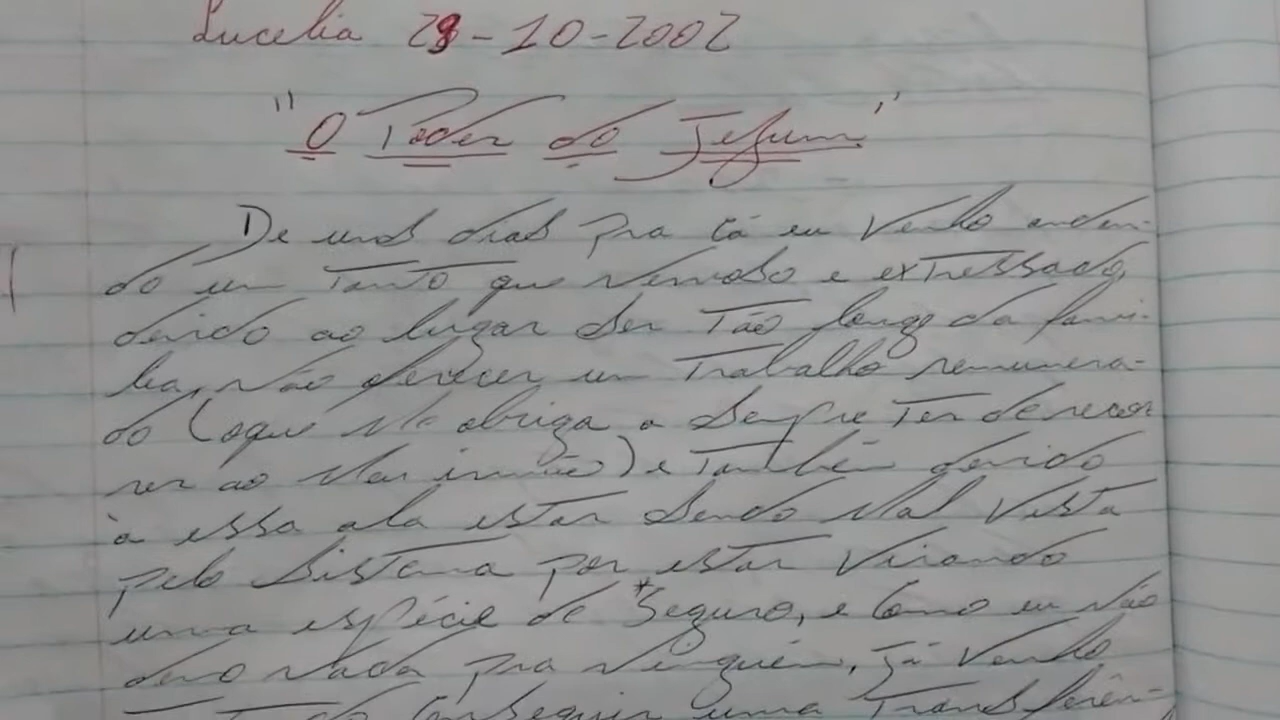 Lucelia 28-10-2002
"O Poder do Jejum"
De uns dias pra cá eu Venho andan-
do um Tanto que nervoso e exTressado,
devido ao lugar ser Tão longe da famí-
lia, não oferecer um Trabalho remunera-
do (oque me obriga a sempre Ter de recor
rer ao meu irmão) e Também devido
à essa ala estar sendo mal vista
pelo sistema por estar virando
uma espécie de *Seguro, e como eu não
devo nada pra ninguém, já venho
Tentando conseguir uma Transferên-